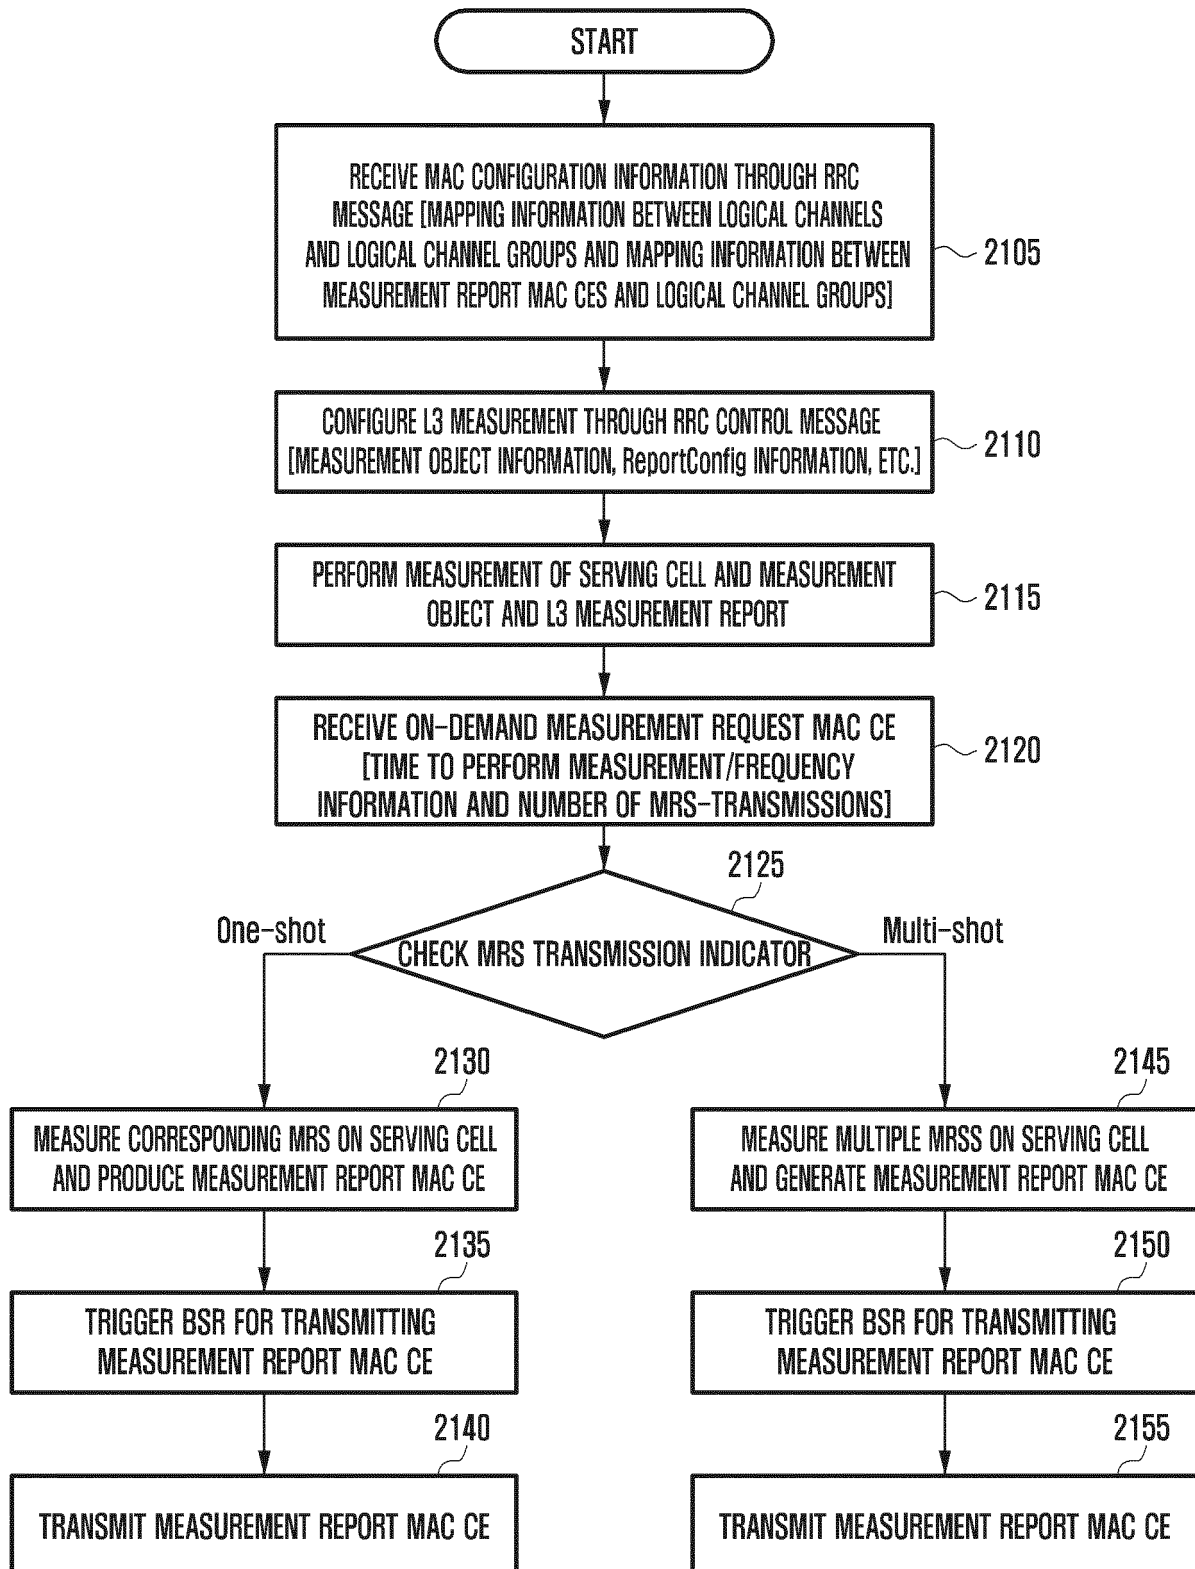 START
RECEIVE MAC CONFIGURATION INFORMATION THROUGH RRC
MESSAGE [MAPPING INFORMATION BETWEEN LOGICAL CHANNELS
AND LOGICAL CHANNEL GROUPS AND MAPPING INFORMATION BETWEEN
MEASUREMENT REPORT MAC CES AND LOGICAL CHANNEL GROUPS]
2105
CONFIGURE L3 MEASUREMENT THROUGH RRC CONTROL MESSAGE
[MEASUREMENT OBJECT INFORMATION, ReportConfig INFORMATION, ETC.]
2110
PERFORM MEASUREMENT OF SERVING CELL AND MEASUREMENT
OBJECT AND L3 MEASUREMENT REPORT
2115
RECEIVE ON-DEMAND MEASUREMENT REQUEST MAC CE
[TIME TO PERFORM MEASUREMENT/FREQUENCY
INFORMATION AND NUMBER OF MRS-TRANSMISSIONS]
2120
2125
One-shot
CHECK MRS TRANSMISSION INDICATOR
Multi-shot
2130
MEASURE CORRESPONDING MRS ON SERVING CELL
AND PRODUCE MEASUREMENT REPORT MAC CE
2135
TRIGGER BSR FOR TRANSMITTING
MEASUREMENT REPORT MAC CE
2140
TRANSMIT MEASUREMENT REPORT MAC CE
2145
MEASURE MULTIPLE MRSS ON SERVING CELL
AND GENERATE MEASUREMENT REPORT MAC CE
2150
TRIGGER BSR FOR TRANSMITTING
MEASUREMENT REPORT MAC CE
2155
TRANSMIT MEASUREMENT REPORT MAC CE